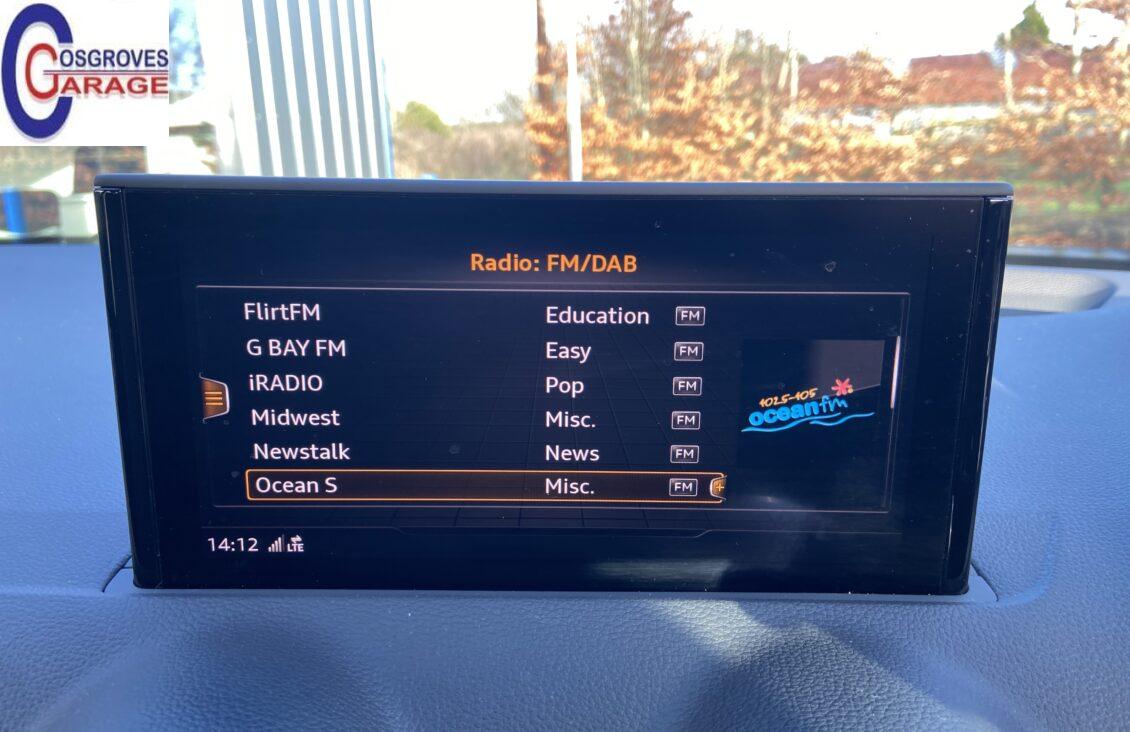 COSGROVES
GARAGE
Radio: FM/DAB
FlirtFM Education FM
G BAY FM Easy FM
iRADIO Pop FM
Midwest Misc. FM
Newstalk News FM
Ocean S Misc. FM
102.5-105
oceanfm
14:12 LTE